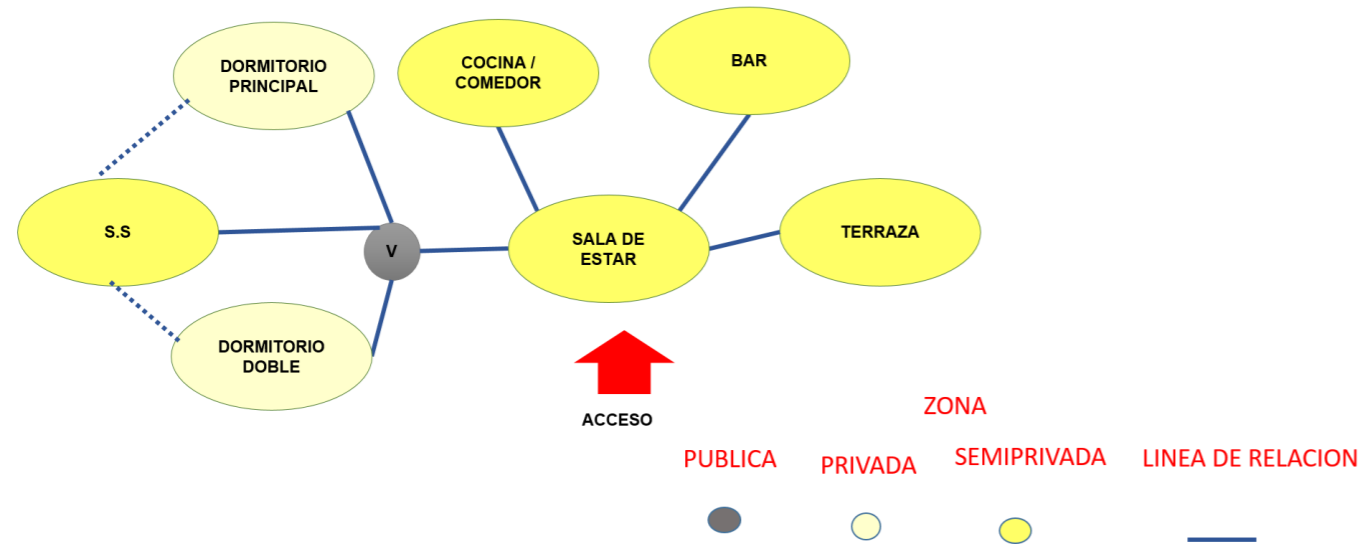 DORMITORIO
PRINCIPAL
COCINA /
COMEDOR
BAR
S.S
V
SALA DE
ESTAR
TERRAZA
DORMITORIO
DOBLE
ACCESO
ZONA
PUBLICA
PRIVADA
SEMIPRIVADA
LINEA DE RELACION